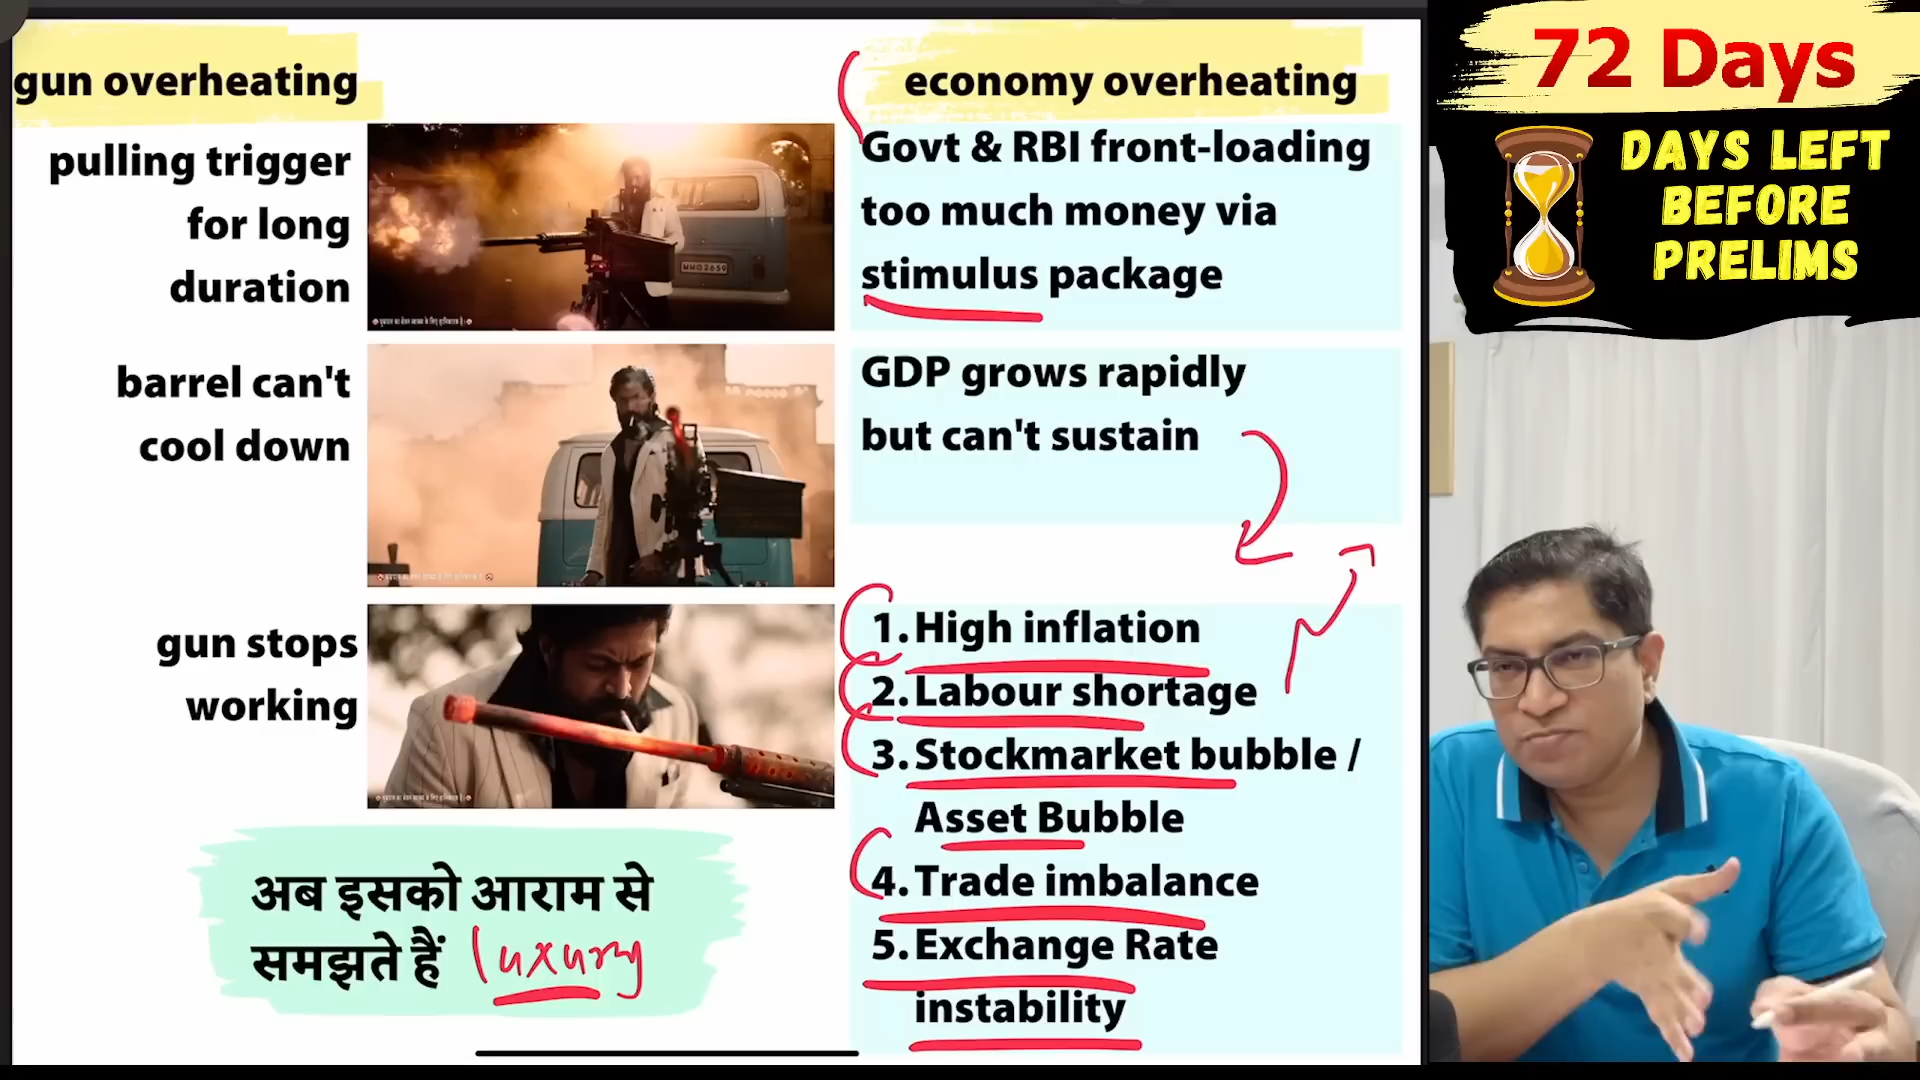 gun overheating
pulling trigger
for long
duration
barrel can't
cool down
gun stops
working
अब इसको आराम से
समझते हैं luxury
economy overheating
Govt & RBI front-loading
too much money via
stimulus package
GDP grows rapidly
but can't sustain
1. High inflation
2. Labour shortage
3. Stockmarket bubble /
Asset Bubble
4. Trade imbalance
5. Exchange Rate
instability
72 Days
DAYS LEFT
BEFORE
PRELIMS